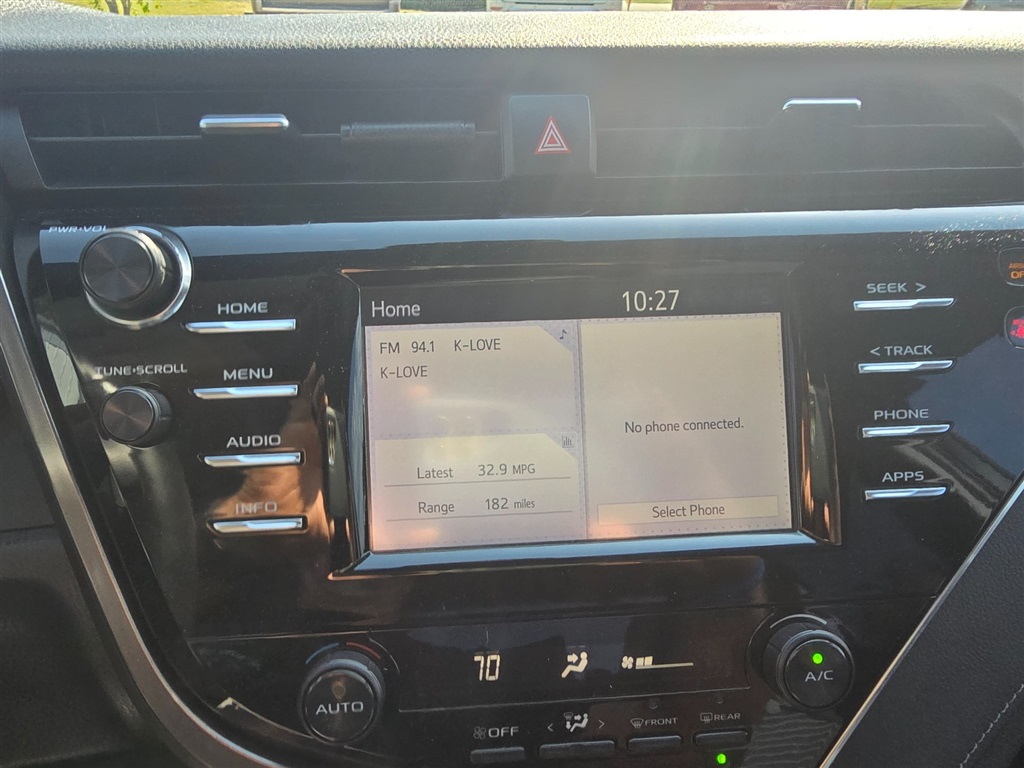 PWR•VOL
HOME
MENU
TUNE•SCROLL
AUDIO
INFO
Home 10:27
FM 94.1 K-LOVE
K-LOVE
Latest 32.9 MPG
Range 182 miles
No phone connected.
Select Phone
SEEK >
< TRACK
PHONE
APPS
70
AUTO
A/C
OFF
< >
FRONT
REAR